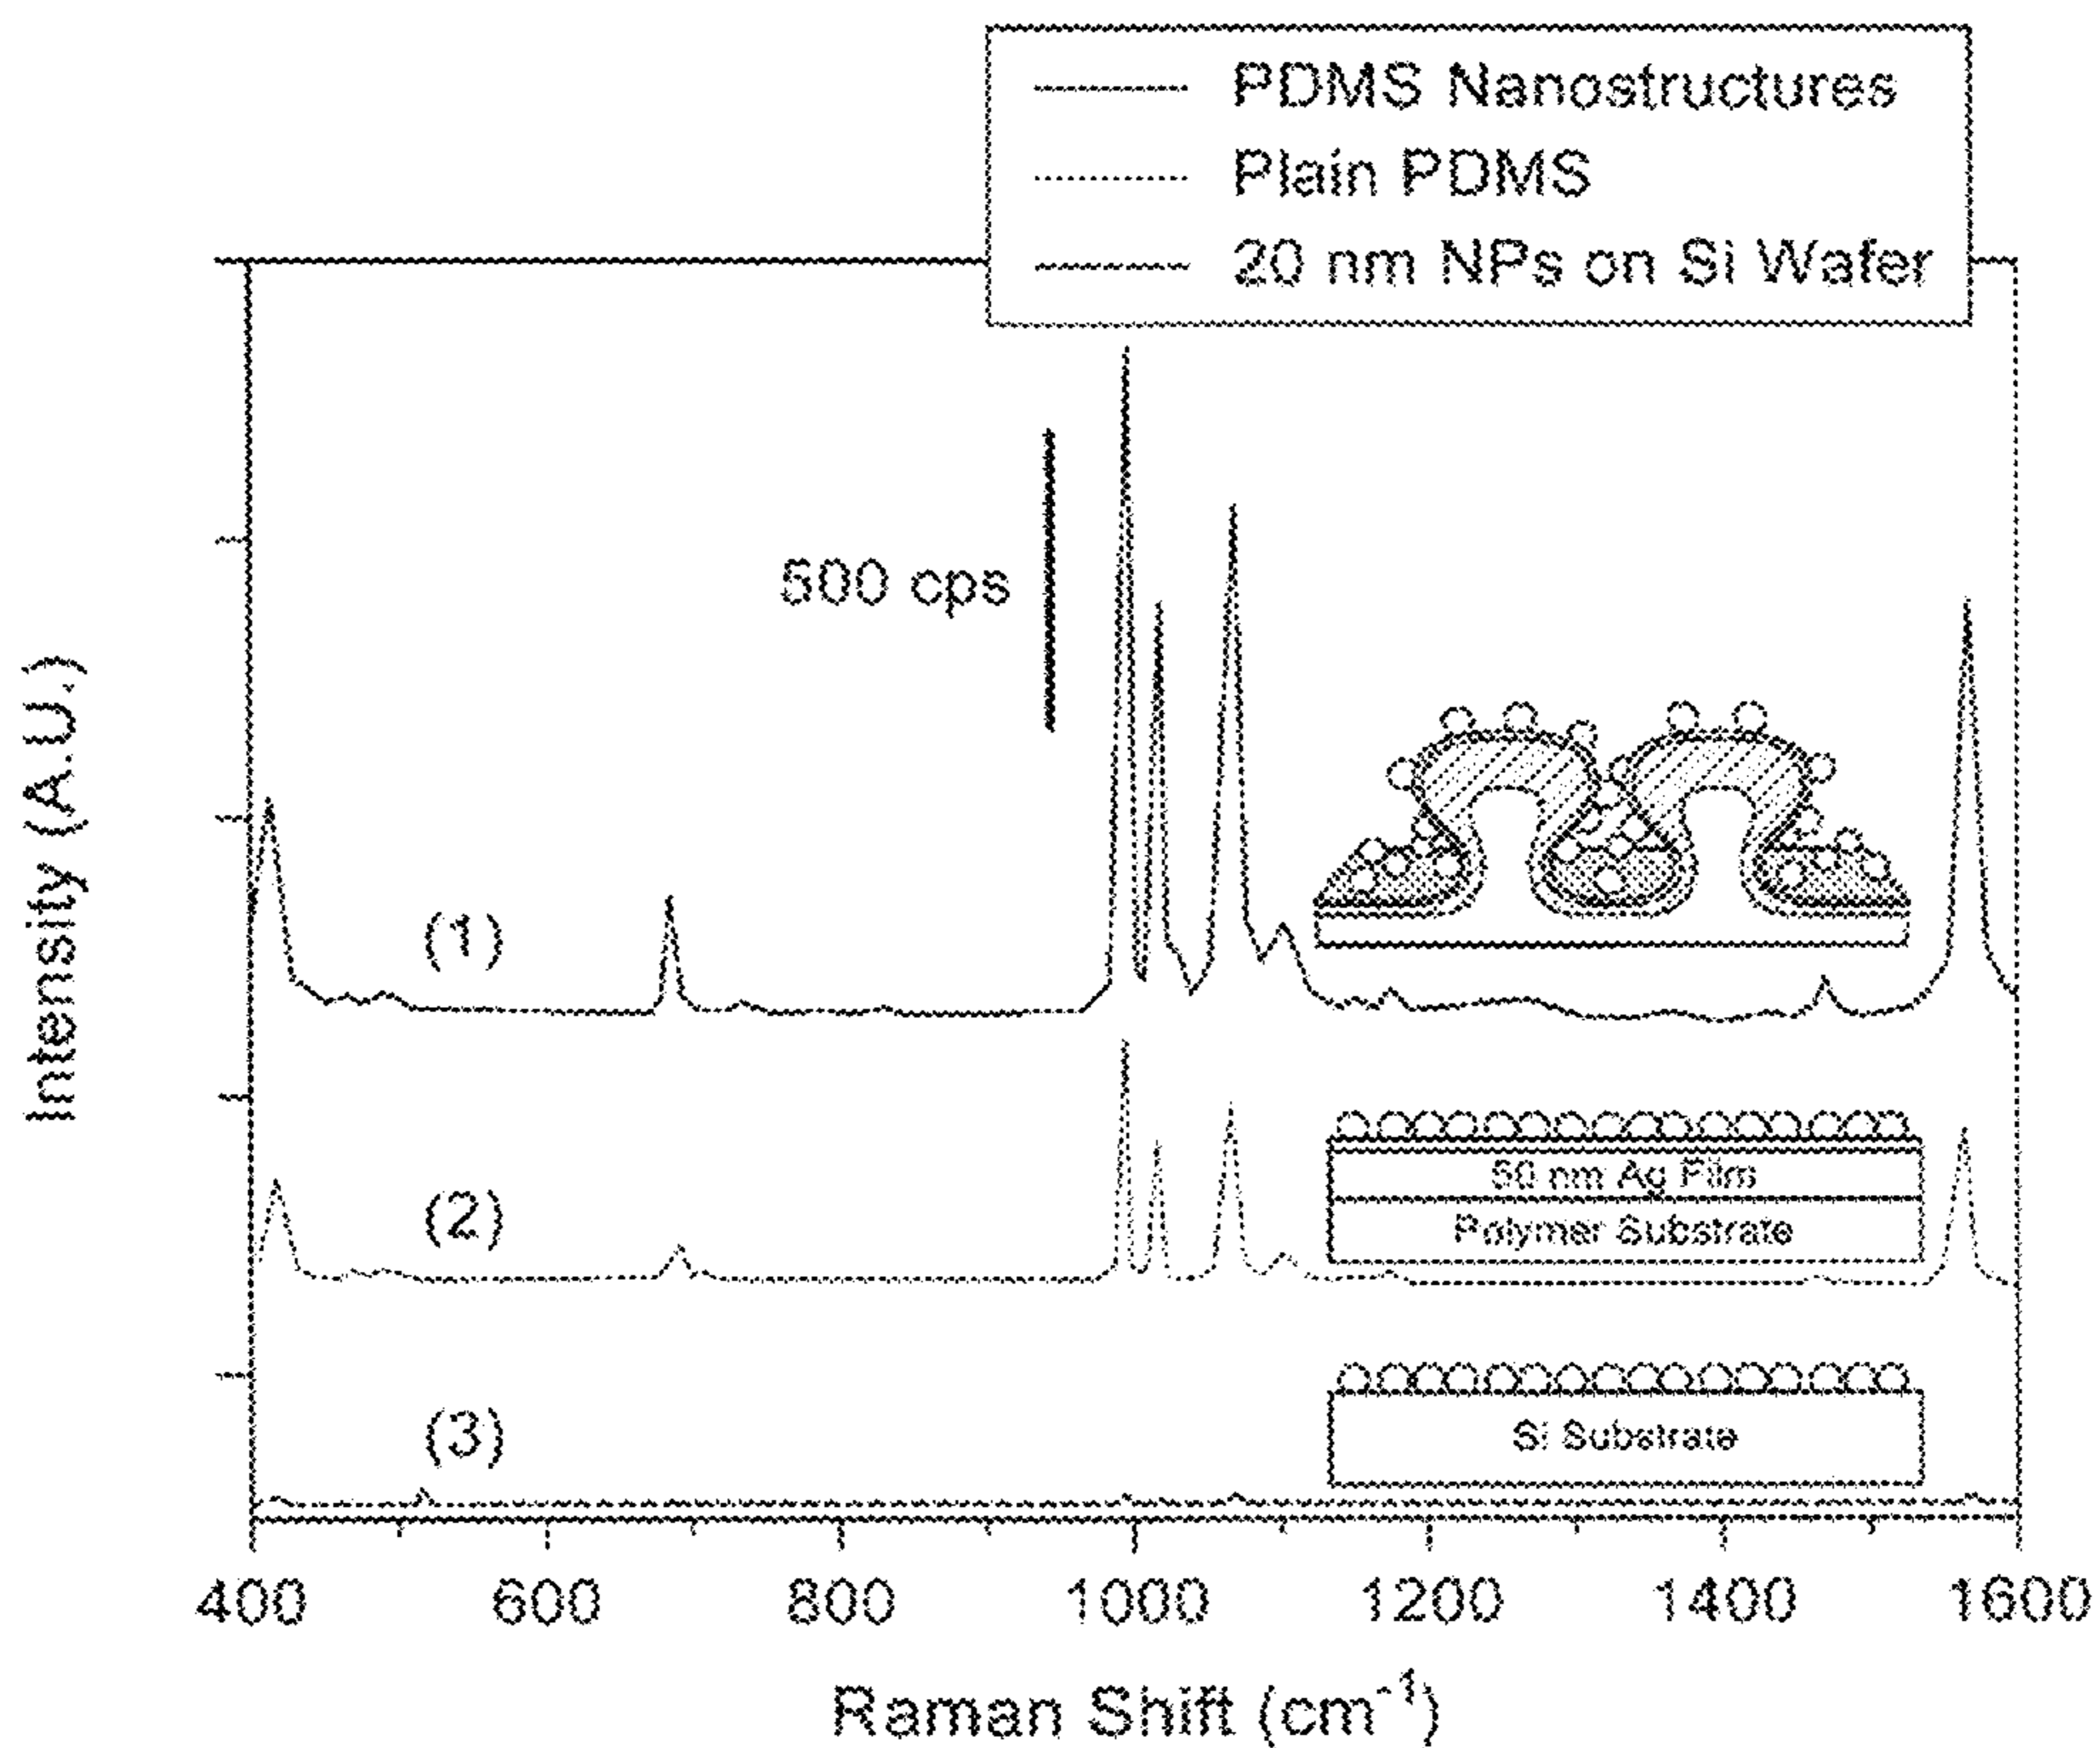 PDMS Nanostructures
Plain PDMS
20 nm NPs on Si Wafer
500 cps
Intensity (A.U.)
(1)
(2)
50 nm Ag Film
Polymer Substrate
(3)
Si Substrate
400 600 800 1000 1200 1400 1600
Raman Shift (cm⁻¹)